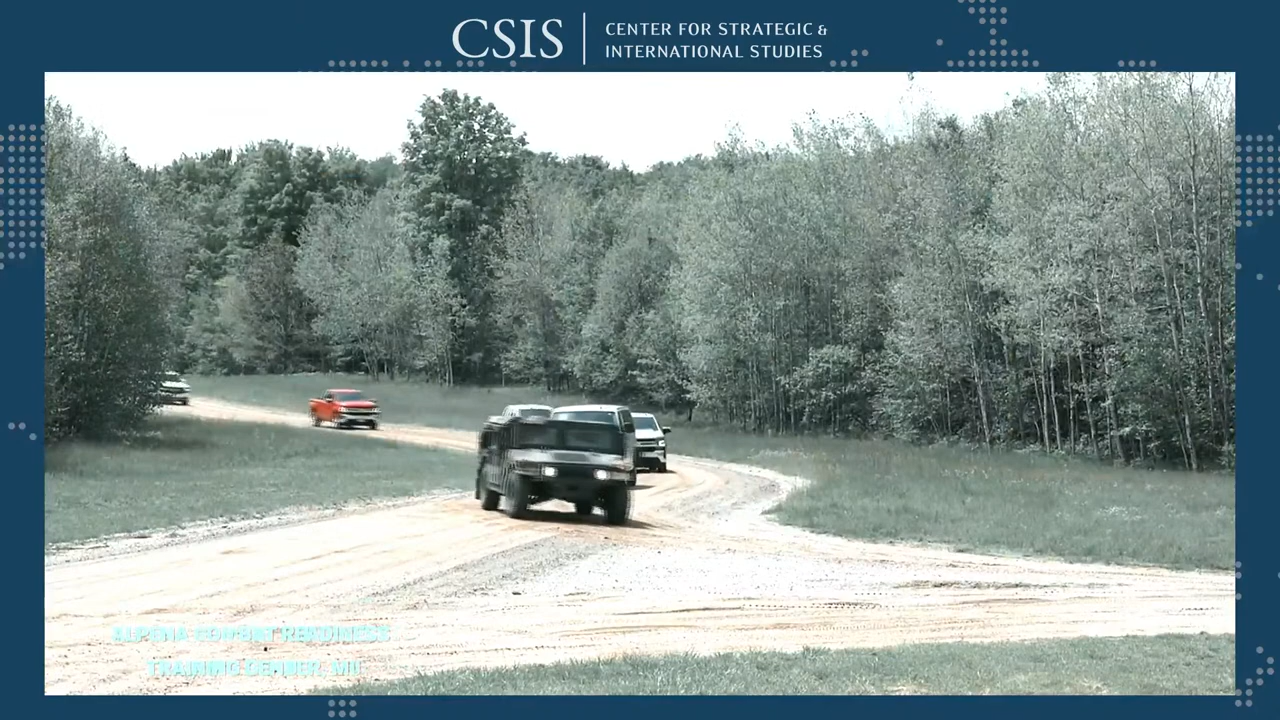 CSIS
CENTER FOR STRATEGIC &
INTERNATIONAL STUDIES
ALPENA COMBAT READINESS
TRAINING CENTER, MI